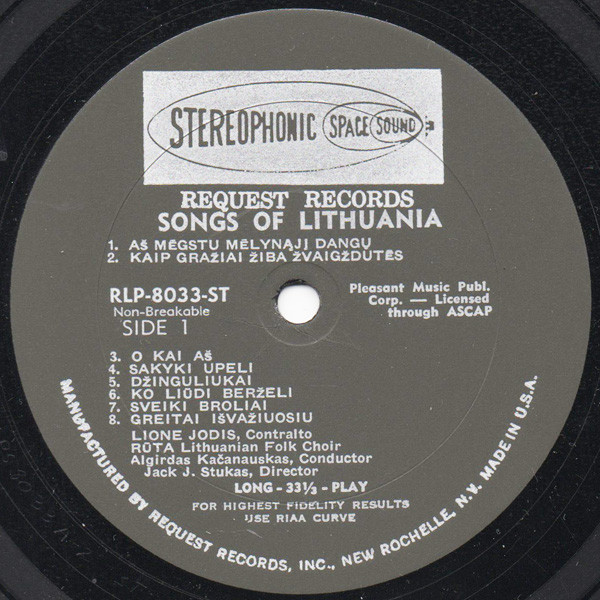 STEREOPHONIC SPACE SOUND
REQUEST RECORDS
SONGS OF LITHUANIA
1. AŠ MĖGSTU MĖLYNĄJĮ DANGŲ
2. KAIP GRAŽIAI ŽIBA ŽVAIGŽDUTĖS
RLP-8033-ST
Non-Breakable
SIDE 1
Pleasant Music Publ.
Corp. — Licensed
through ASCAP
3. O KAI AŠ
4. SAKYKI UPELI
5. DŽINGULIUKAI
6. KO LIŪDI BERŽELI
7. SVEIKI BROLIAI
8. GREITAI IŠVAŽIUOSIU
LIONE JODIS, Contralto
RŪTA Lithuanian Folk Choir
Algirdas Kačanauskas, Conductor
Jack J. Stukas, Director
LONG - 33⅓ - PLAY
FOR HIGHEST FIDELITY RESULTS
USE RIAA CURVE
MANUFACTURED BY REQUEST RECORDS, INC., NEW ROCHELLE, N.Y. MADE IN U.S.A.